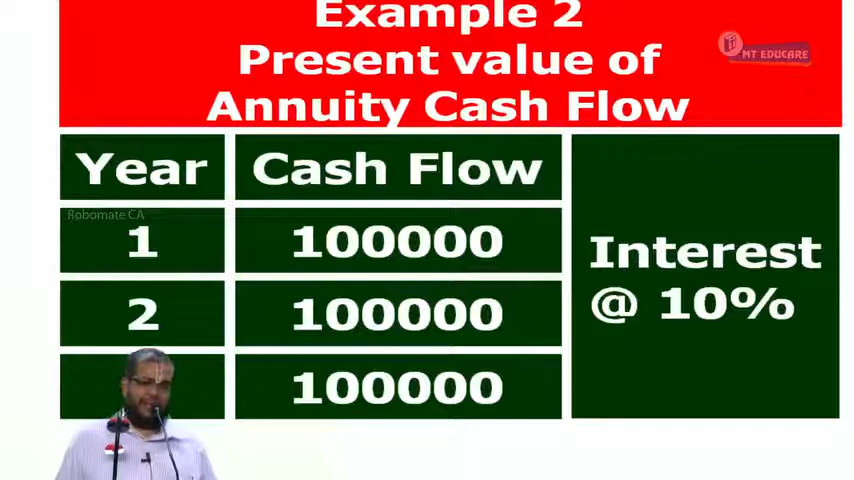 Example 2
Present value of
Annuity Cash Flow
MT EDUCARE
Year
Cash Flow
Robomate CA
1
100000
2
100000
100000
Interest
@ 10%